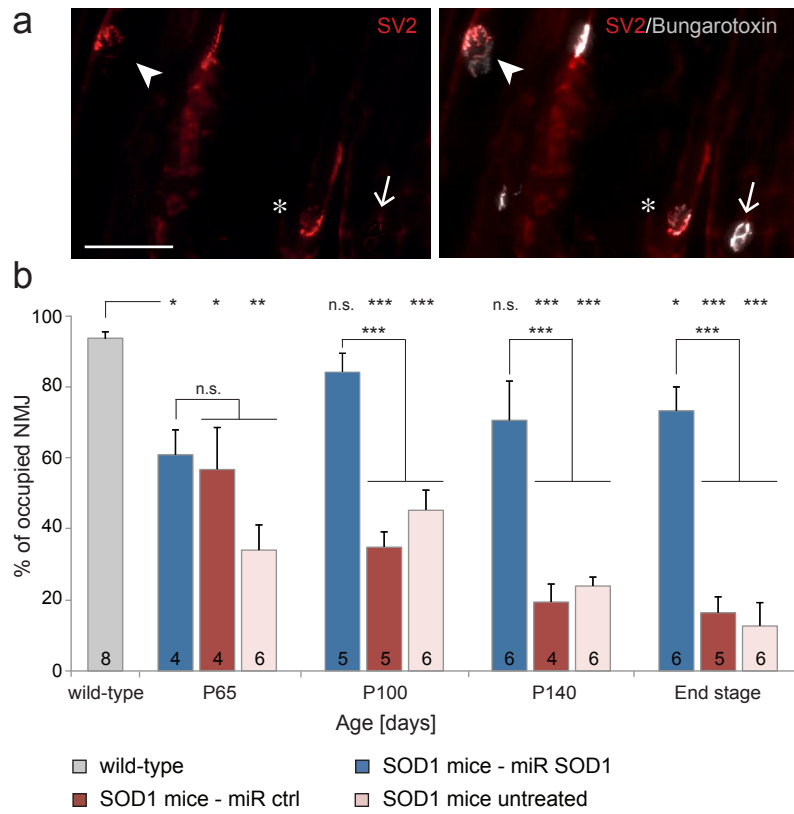 a
SV2
SV2/Bungarotoxin
*
*
b
% of occupied NMJ
100
80
60
40
20
0
* * ** n.s. *** *** n.s. *** *** * *** ***
n.s. *** *** ***
8 4 4 6 5 5 6 6 4 6 6 5 6
wild-type P65 P100 P140 End stage
Age [days]
wild-type SOD1 mice - miR SOD1
SOD1 mice - miR ctrl SOD1 mice untreated